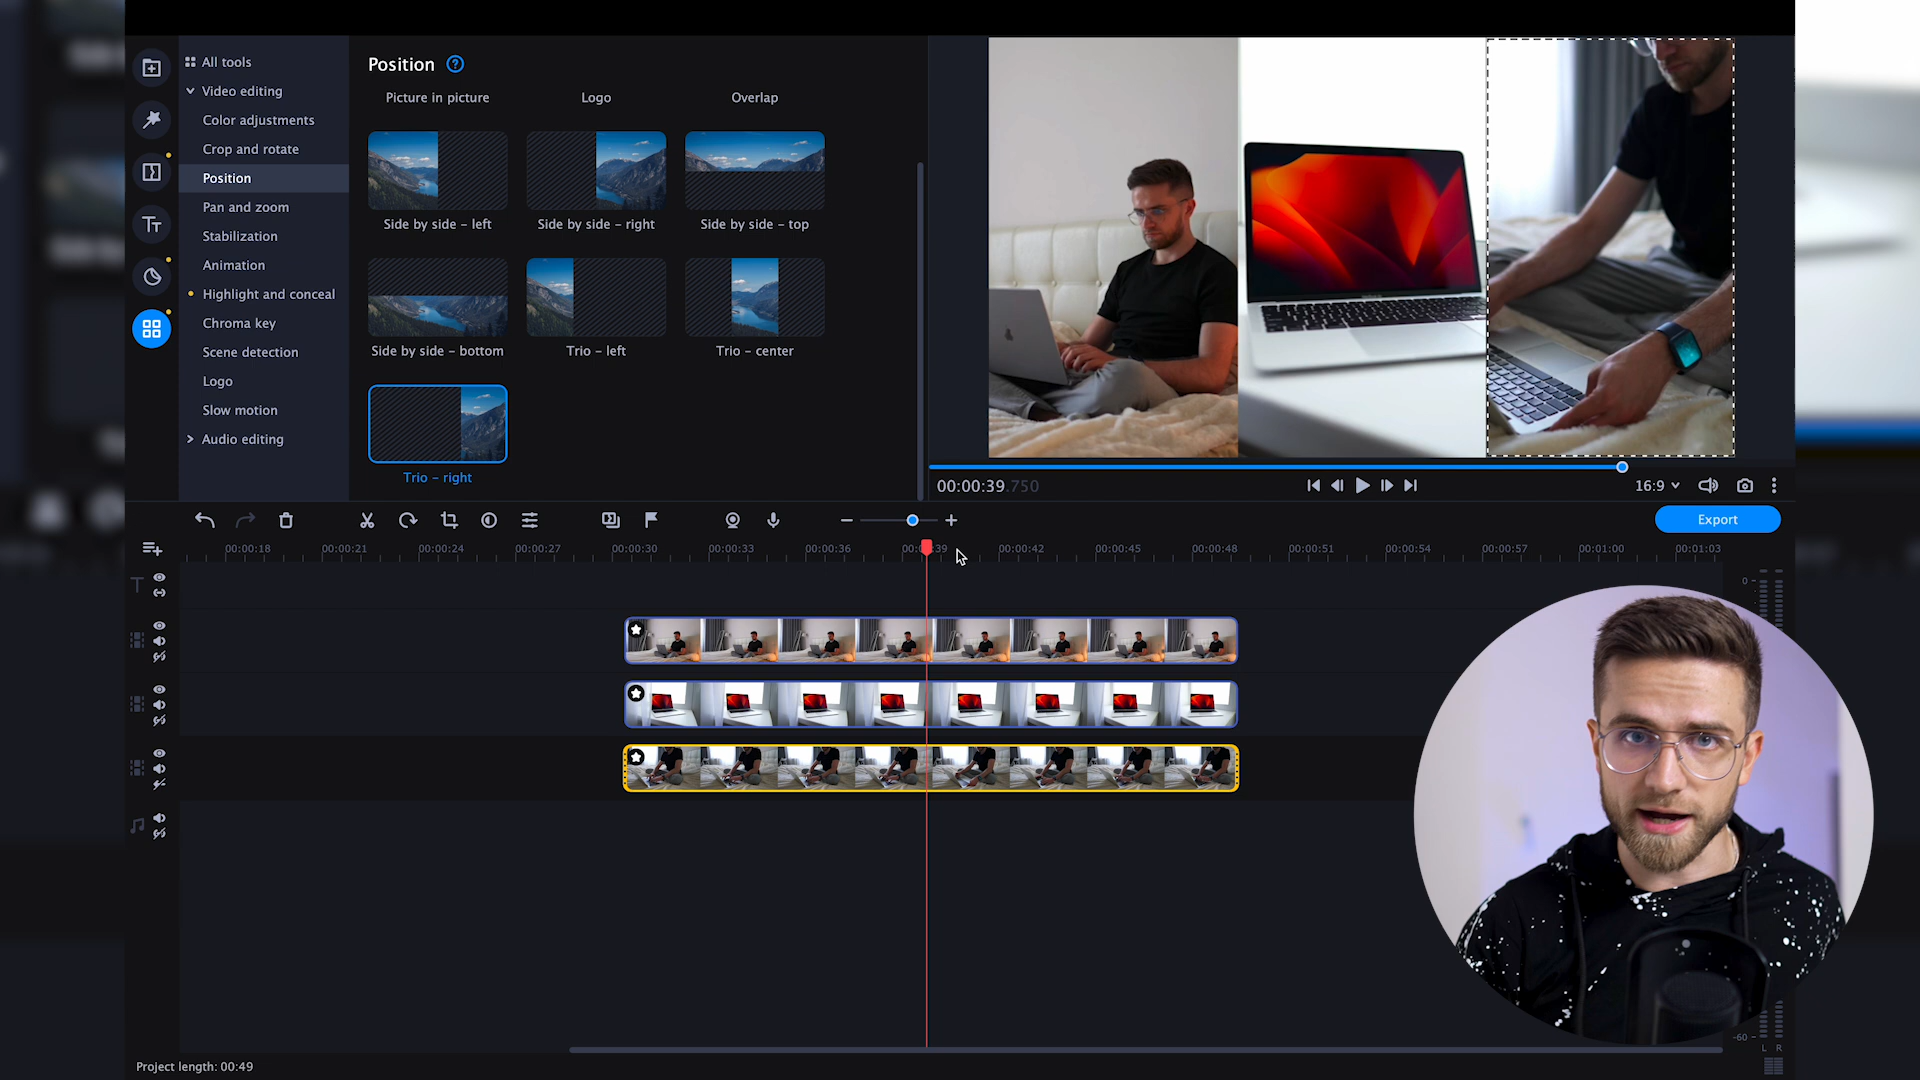 All tools
Video editing
Color adjustments
Crop and rotate
Position
Pan and zoom
Stabilization
Animation
Highlight and conceal
Chroma key
Scene detection
Logo
Slow motion
Audio editing
Position ?
Picture in picture Logo Overlap
Side by side – left Side by side – right Side by side – top
Side by side – bottom Trio – left Trio – center
Trio – right
00:00:39.750
16:9
Export
00:00:18 00:00:21 00:00:24 00:00:27 00:00:30 00:00:33 00:00:36 00:00:39 00:00:42 00:00:45 00:00:48 00:00:51 00:00:54 00:00:57 00:01:00 00:01:03
0
-60
L R
Project length: 00:49